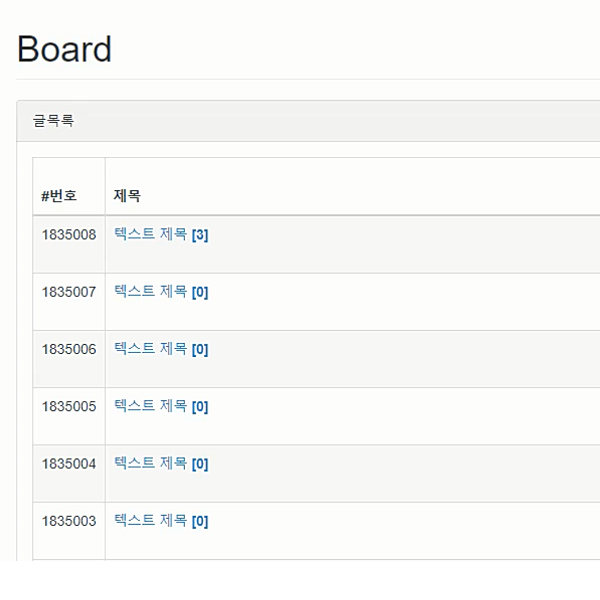 Board
글목록
#번호 제목
1835008 텍스트 제목 [3]
1835007 텍스트 제목 [0]
1835006 텍스트 제목 [0]
1835005 텍스트 제목 [0]
1835004 텍스트 제목 [0]
1835003 텍스트 제목 [0]